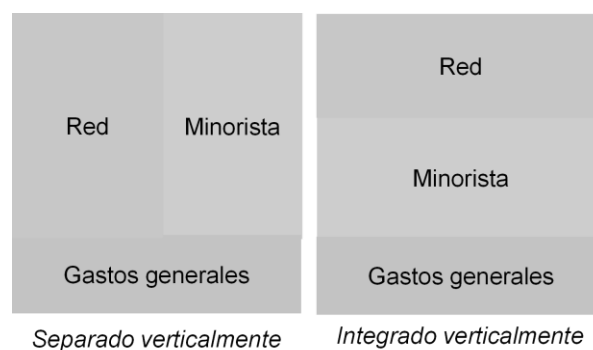 Red
Minorista
Gastos generales
Separado verticalmente
Red
Minorista
Gastos generales
Integrado verticalmente